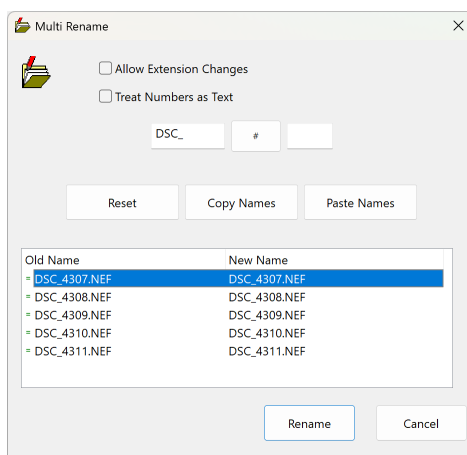 Multi Rename
Allow Extension Changes
Treat Numbers as Text
DSC_ #
Reset Copy Names Paste Names
Old Name New Name
= DSC_4307.NEF DSC_4307.NEF
= DSC_4308.NEF DSC_4308.NEF
= DSC_4309.NEF DSC_4309.NEF
= DSC_4310.NEF DSC_4310.NEF
= DSC_4311.NEF DSC_4311.NEF
Rename Cancel